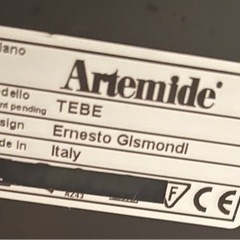 lano
Artemide
dello
nt pending TEBE
sign Ernesto Gismondi
de in Italy
F CE